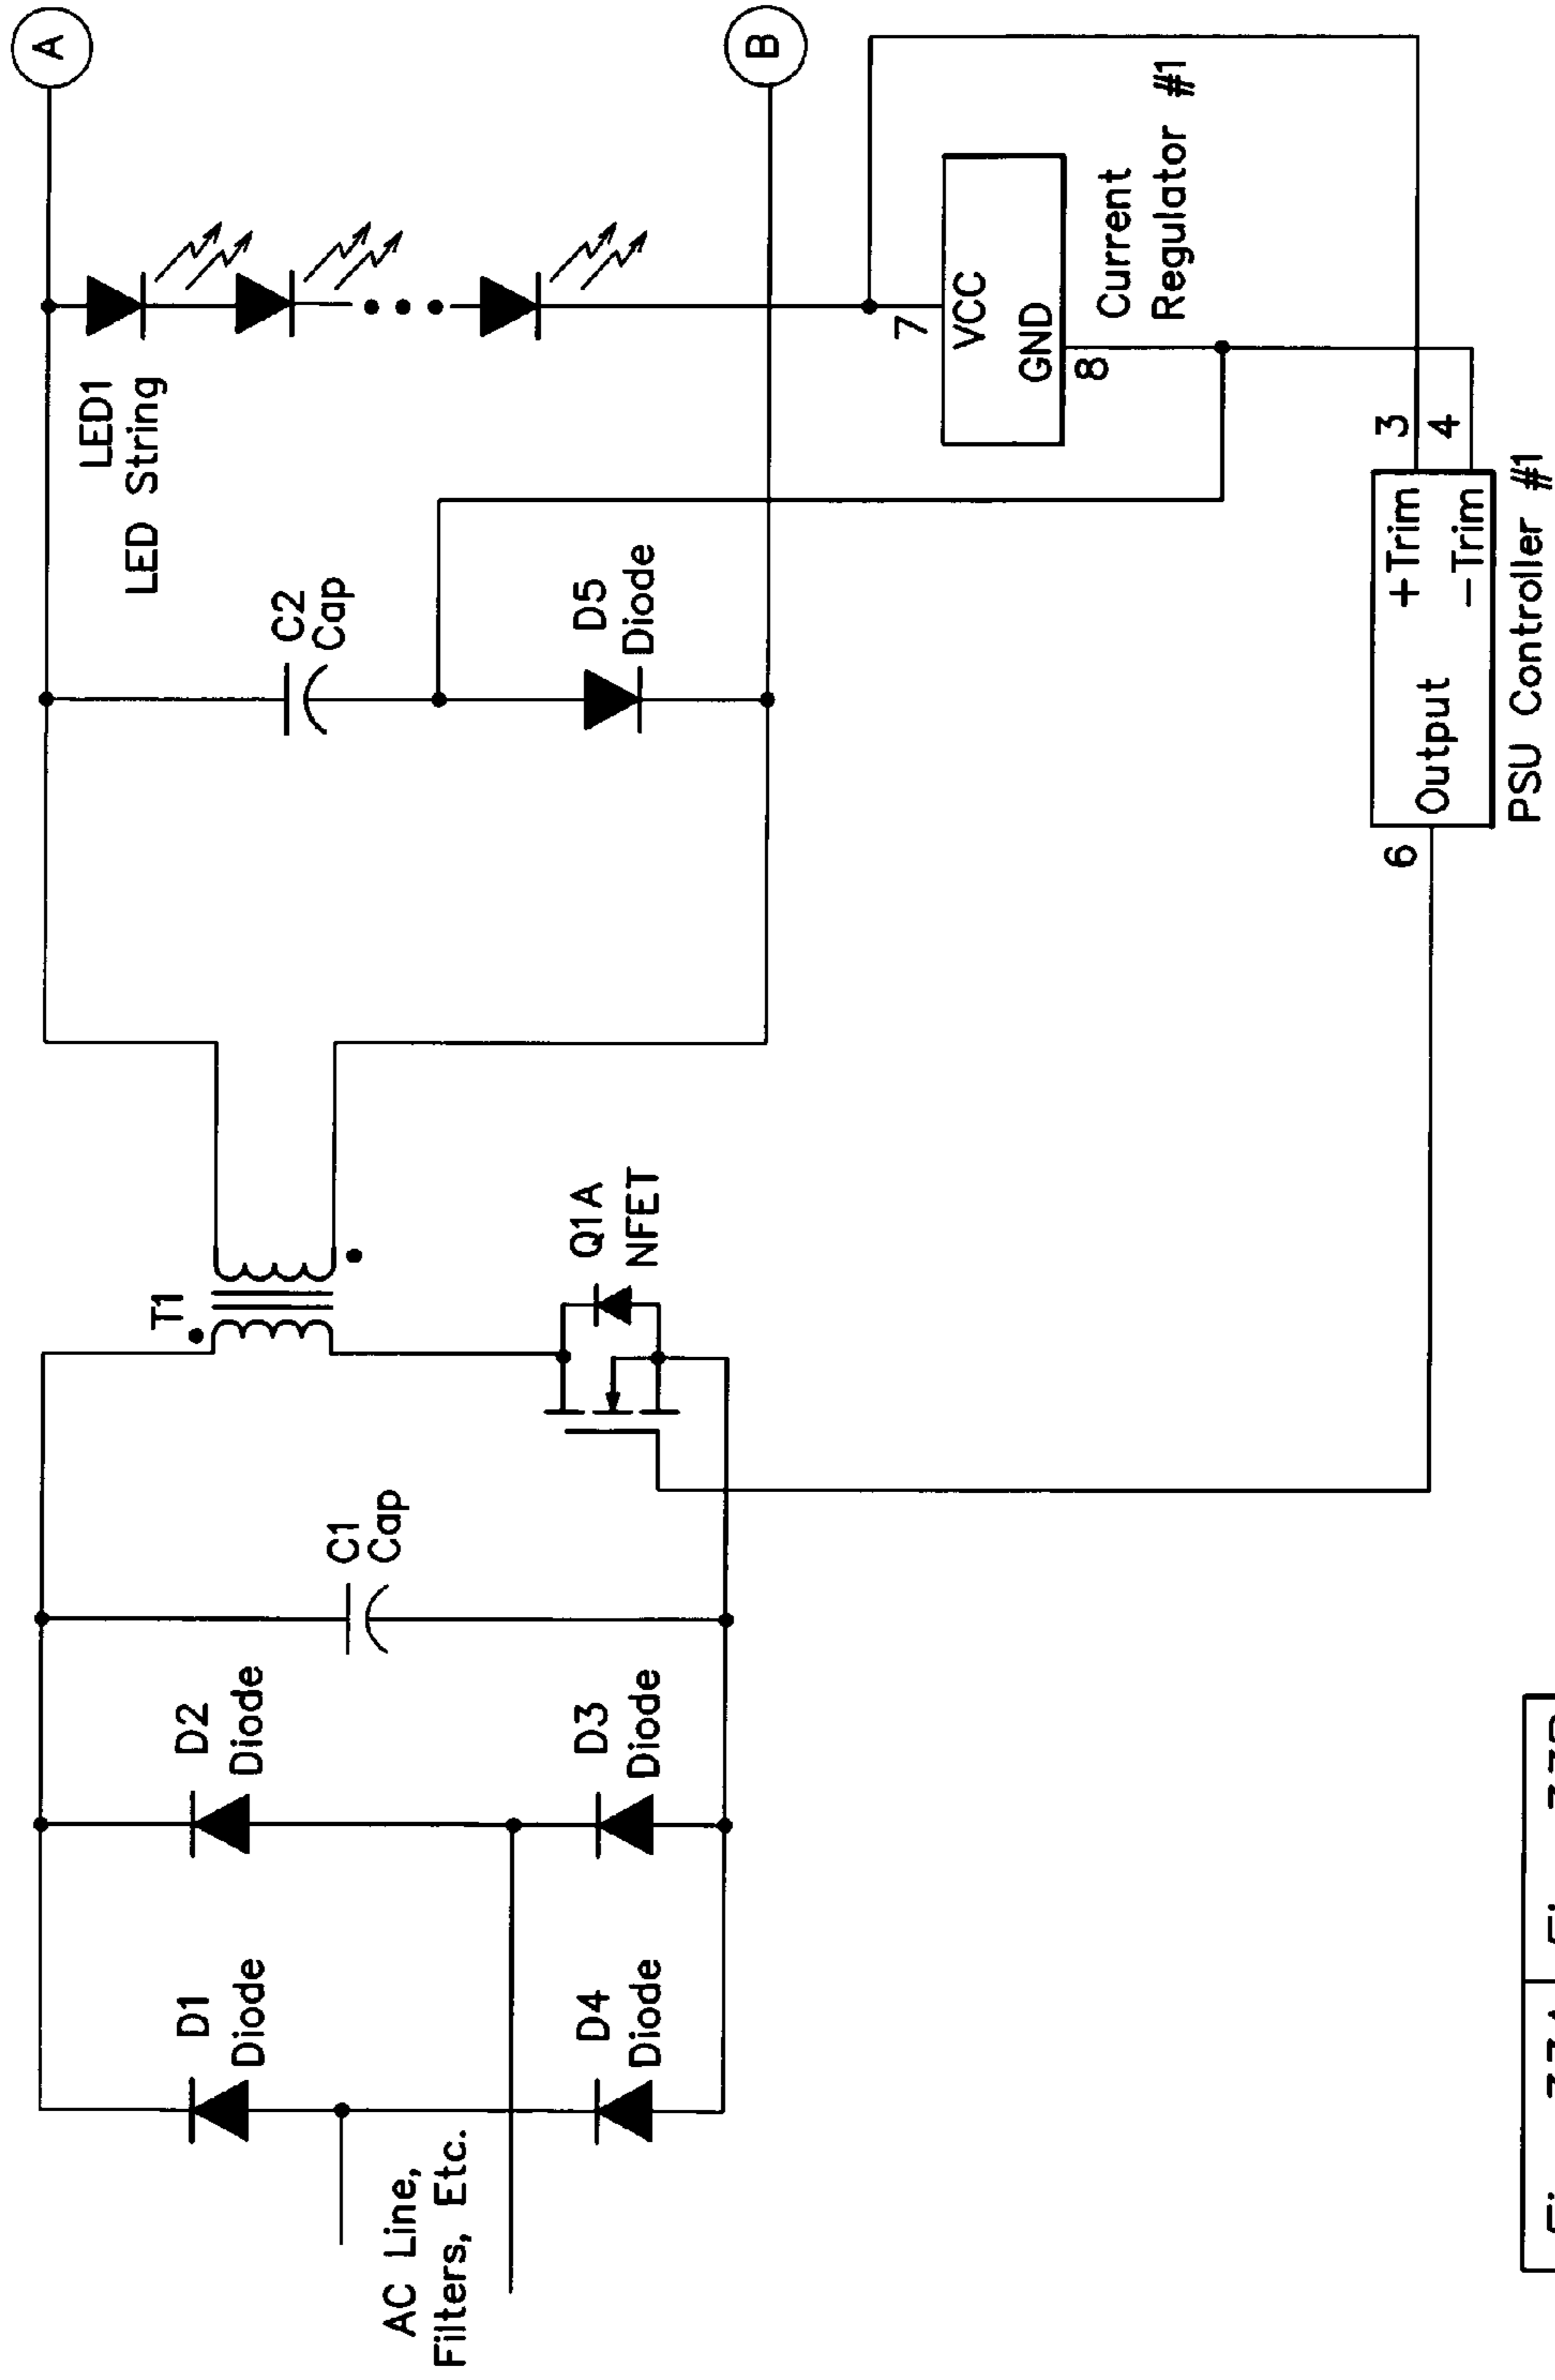 A
B
T1
LED1
LED String
C2
Cap
D5
Diode
Q1A
NFET
C1
Cap
D1
Diode
D2
Diode
D4
Diode
D3
Diode
AC Line,
Filters, Etc.
7
VCC
GND
8
Current
Regulator #1
3
4
+Trim
-Trim
Output
6
PSU Controller #1